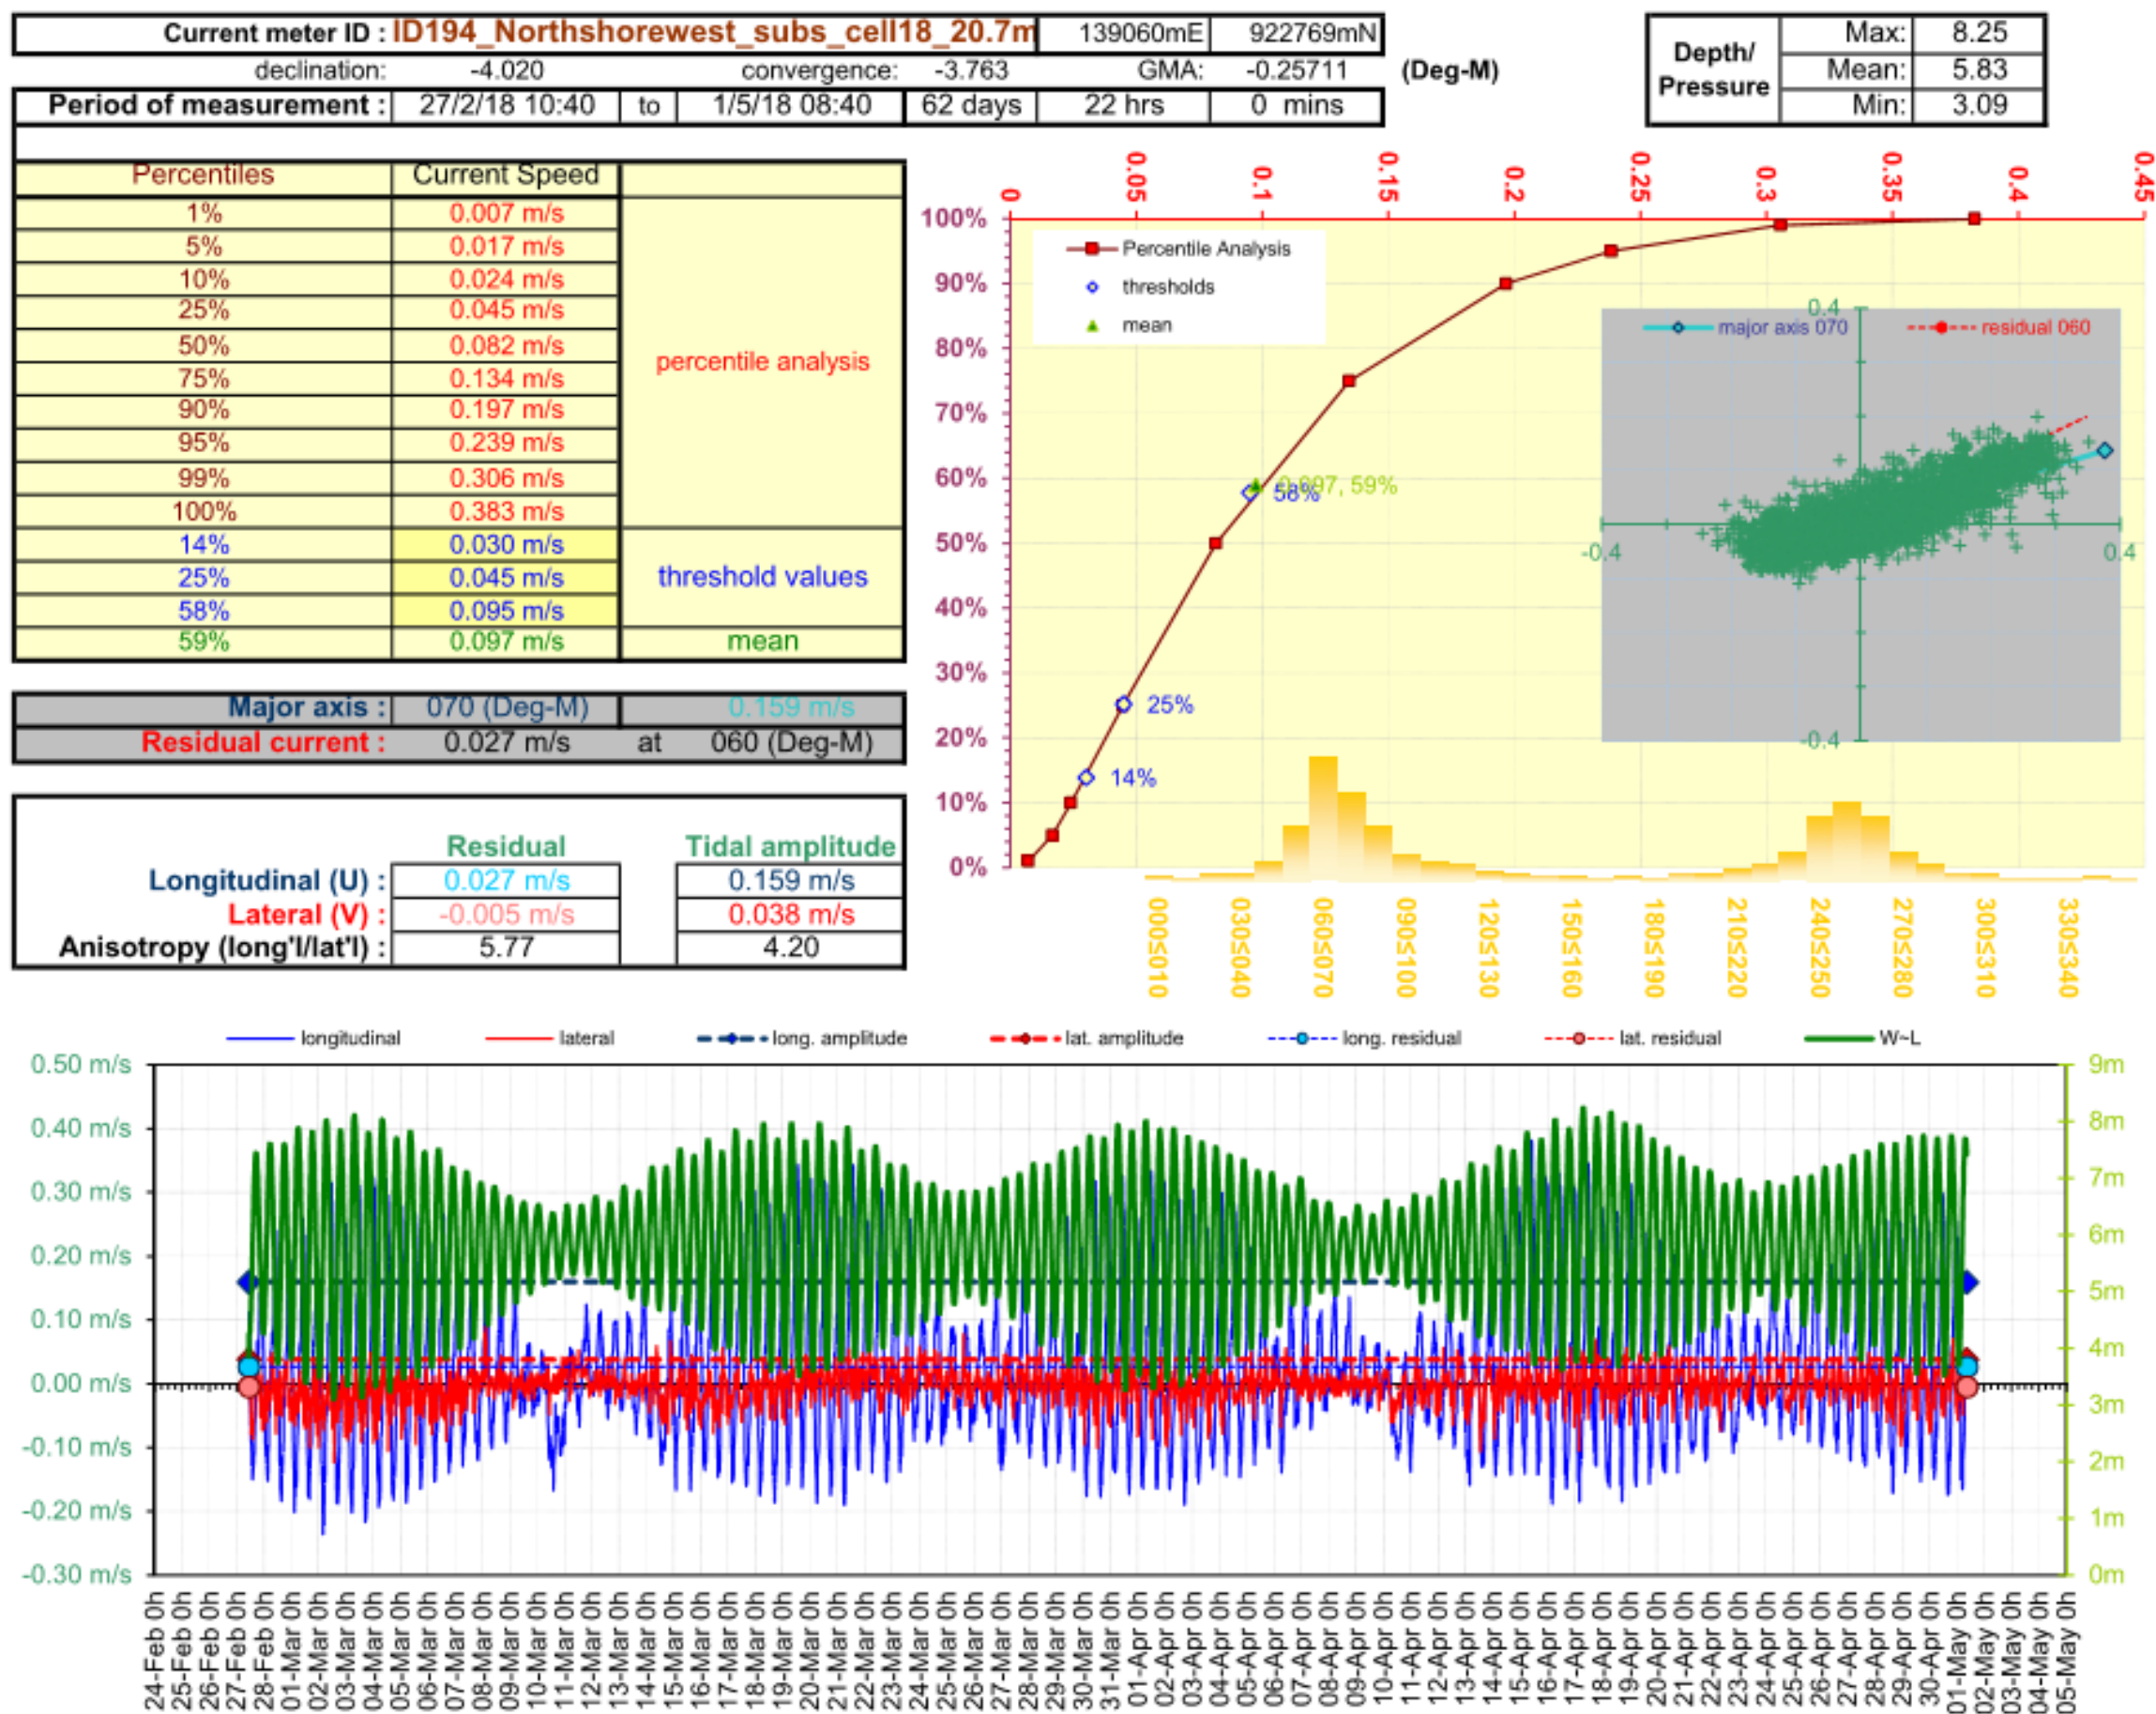 Current meter ID : ID194_Northshorewest_subs_cell18_20.7m 139060mE 922769mN
declination: -4.020 convergence: -3.763 GMA: -0.25711 (Deg-M)
Period of measurement : 27/2/18 10:40 to 1/5/18 08:40 62 days 22 hrs 0 mins
Depth/ Pressure
Max: 8.25
Mean: 5.83
Min: 3.09
Percentiles Current Speed
1% 0.007 m/s
5% 0.017 m/s
10% 0.024 m/s
25% 0.045 m/s
50% 0.082 m/s
75% 0.134 m/s
90% 0.197 m/s
95% 0.239 m/s
99% 0.306 m/s
100% 0.383 m/s
percentile analysis
14% 0.030 m/s
25% 0.045 m/s
58% 0.095 m/s
threshold values
59% 0.097 m/s mean
Major axis : 070 (Deg-M) 0.159 m/s
Residual current : 0.027 m/s at 060 (Deg-M)
Residual Tidal amplitude
Longitudinal (U) : 0.027 m/s 0.159 m/s
Lateral (V) : -0.005 m/s 0.038 m/s
Anisotropy (long'l/lat'l) : 5.77 4.20
0 0.05 0.1 0.15 0.2 0.25 0.3 0.35 0.4 0.45
100%
90%
80%
70%
60%
50%
40%
30%
20%
10%
0%
Percentile Analysis
thresholds
mean
0.097, 59%
58%
25%
14%
major axis 070 residual 060
0.4
-0.4 0.4
-0.4
000≤010 030≤040 060≤070 090≤100 120≤130 150≤160 180≤190 210≤220 240≤250 270≤280 300≤310 330≤340
longitudinal lateral long. amplitude lat. amplitude long. residual lat. residual W~L
0.50 m/s
0.40 m/s
0.30 m/s
0.20 m/s
0.10 m/s
0.00 m/s
-0.10 m/s
-0.20 m/s
-0.30 m/s
9m
8m
7m
6m
5m
4m
3m
2m
1m
0m
24-Feb 0h
25-Feb 0h
26-Feb 0h
27-Feb 0h
28-Feb 0h
01-Mar 0h
02-Mar 0h
03-Mar 0h
04-Mar 0h
05-Mar 0h
06-Mar 0h
07-Mar 0h
08-Mar 0h
09-Mar 0h
10-Mar 0h
11-Mar 0h
12-Mar 0h
13-Mar 0h
14-Mar 0h
15-Mar 0h
16-Mar 0h
17-Mar 0h
18-Mar 0h
19-Mar 0h
20-Mar 0h
21-Mar 0h
22-Mar 0h
23-Mar 0h
24-Mar 0h
25-Mar 0h
26-Mar 0h
27-Mar 0h
28-Mar 0h
29-Mar 0h
30-Mar 0h
31-Mar 0h
01-Apr 0h
02-Apr 0h
03-Apr 0h
04-Apr 0h
05-Apr 0h
06-Apr 0h
07-Apr 0h
08-Apr 0h
09-Apr 0h
10-Apr 0h
11-Apr 0h
12-Apr 0h
13-Apr 0h
14-Apr 0h
15-Apr 0h
16-Apr 0h
17-Apr 0h
18-Apr 0h
19-Apr 0h
20-Apr 0h
21-Apr 0h
22-Apr 0h
23-Apr 0h
24-Apr 0h
25-Apr 0h
26-Apr 0h
27-Apr 0h
28-Apr 0h
29-Apr 0h
30-Apr 0h
01-May 0h
02-May 0h
03-May 0h
04-May 0h
05-May 0h